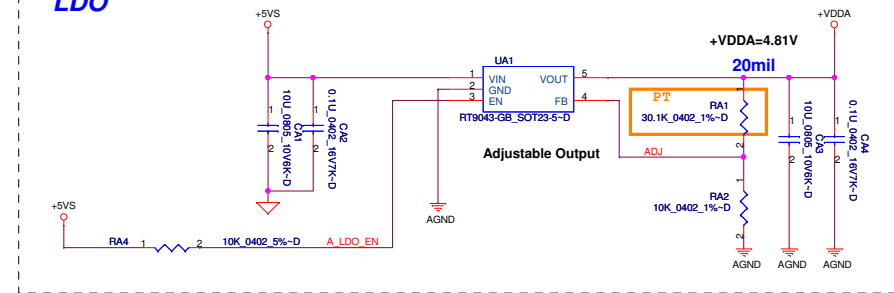 LDO
+5VS
+VDDA
+VDDA=4.81V
20mil
UA1
1 VIN VOUT 5
2 GND
3 EN FB 4
RT9043-GB_SOT23-5~D
Adjustable Output
PT
1
RA1
30.1K_0402_1%~D
2
ADJ
1
RA2
10K_0402_1%~D
2
1
2
CA1
10U_0805_10V6K~D
1
2
CA2
0.1U_0402_16V7K~D
1
2
CA3
10U_0805_10V6K~D
1
2
CA4
0.1U_0402_16V7K~D
AGND
+5VS
RA4 1 2 10K_0402_5%~D A_LDO_EN
AGND AGND AGND